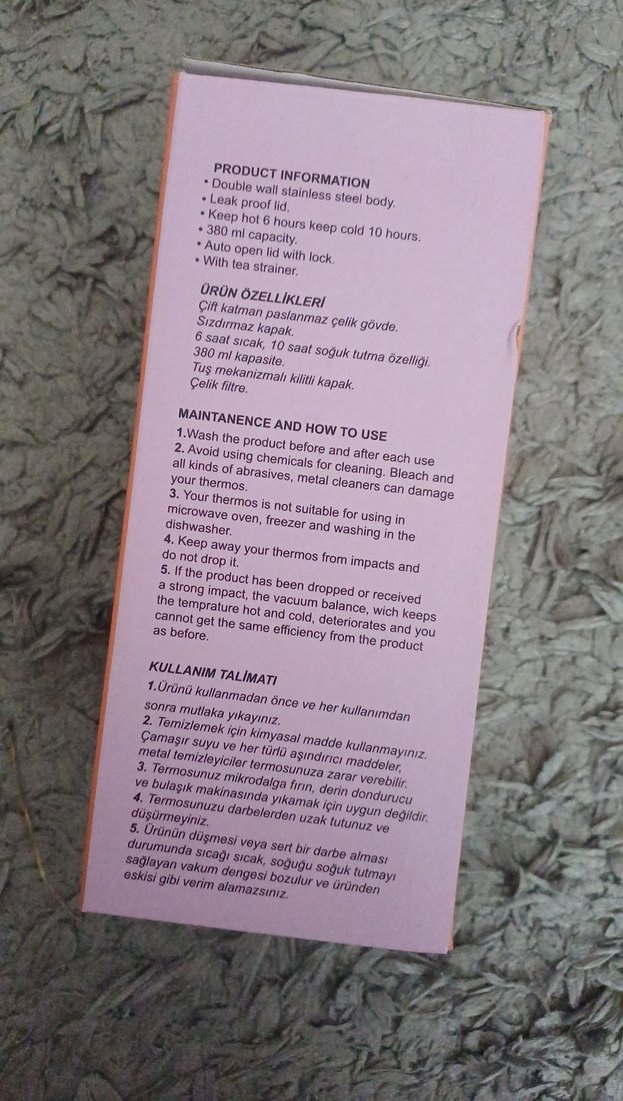 PRODUCT INFORMATION
• Double wall stainless steel body.
• Leak proof lid.
• Keep hot 6 hours keep cold 10 hours.
• 380 ml capacity.
• Auto open lid with lock.
• With tea strainer.
ÜRÜN ÖZELLİKLERİ
Çift katman paslanmaz çelik gövde.
Sızdırmaz kapak.
6 saat sıcak, 10 saat soğuk tutma özelliği.
380 ml kapasite.
Tuş mekanizmalı kilitli kapak.
Çelik filtre.
MAINTANENCE AND HOW TO USE
1.Wash the product before and after each use
2. Avoid using chemicals for cleaning. Bleach and
all kinds of abrasives, metal cleaners can damage
your thermos.
3. Your thermos is not suitable for using in
microwave oven, freezer and washing in the
dishwasher.
4. Keep away your thermos from impacts and
do not drop it.
5. If the product has been dropped or received
a strong impact, the vacuum balance, wich keeps
the temprature hot and cold, deteriorates and you
cannot get the same efficiency from the product
as before.
KULLANIM TALİMATI
1.Ürünü kullanmadan önce ve her kullanımdan
sonra mutlaka yıkayınız.
2. Temizlemek için kimyasal madde kullanmayınız.
Çamaşır suyu ve her türlü aşındırıcı maddeler,
metal temizleyiciler termosunuza zarar verebilir.
3. Termosunuz mikrodalga fırın, derin dondurucu
ve bulaşık makinasında yıkamak için uygun değildir.
4. Termosunuzu darbelerden uzak tutunuz ve
düşürmeyiniz.
5. Ürünün düşmesi veya sert bir darbe alması
durumunda sıcağı sıcak, soğuğu soğuk tutmayı
sağlayan vakum dengesi bozulur ve üründen
eskisi gibi verim alamazsınız.